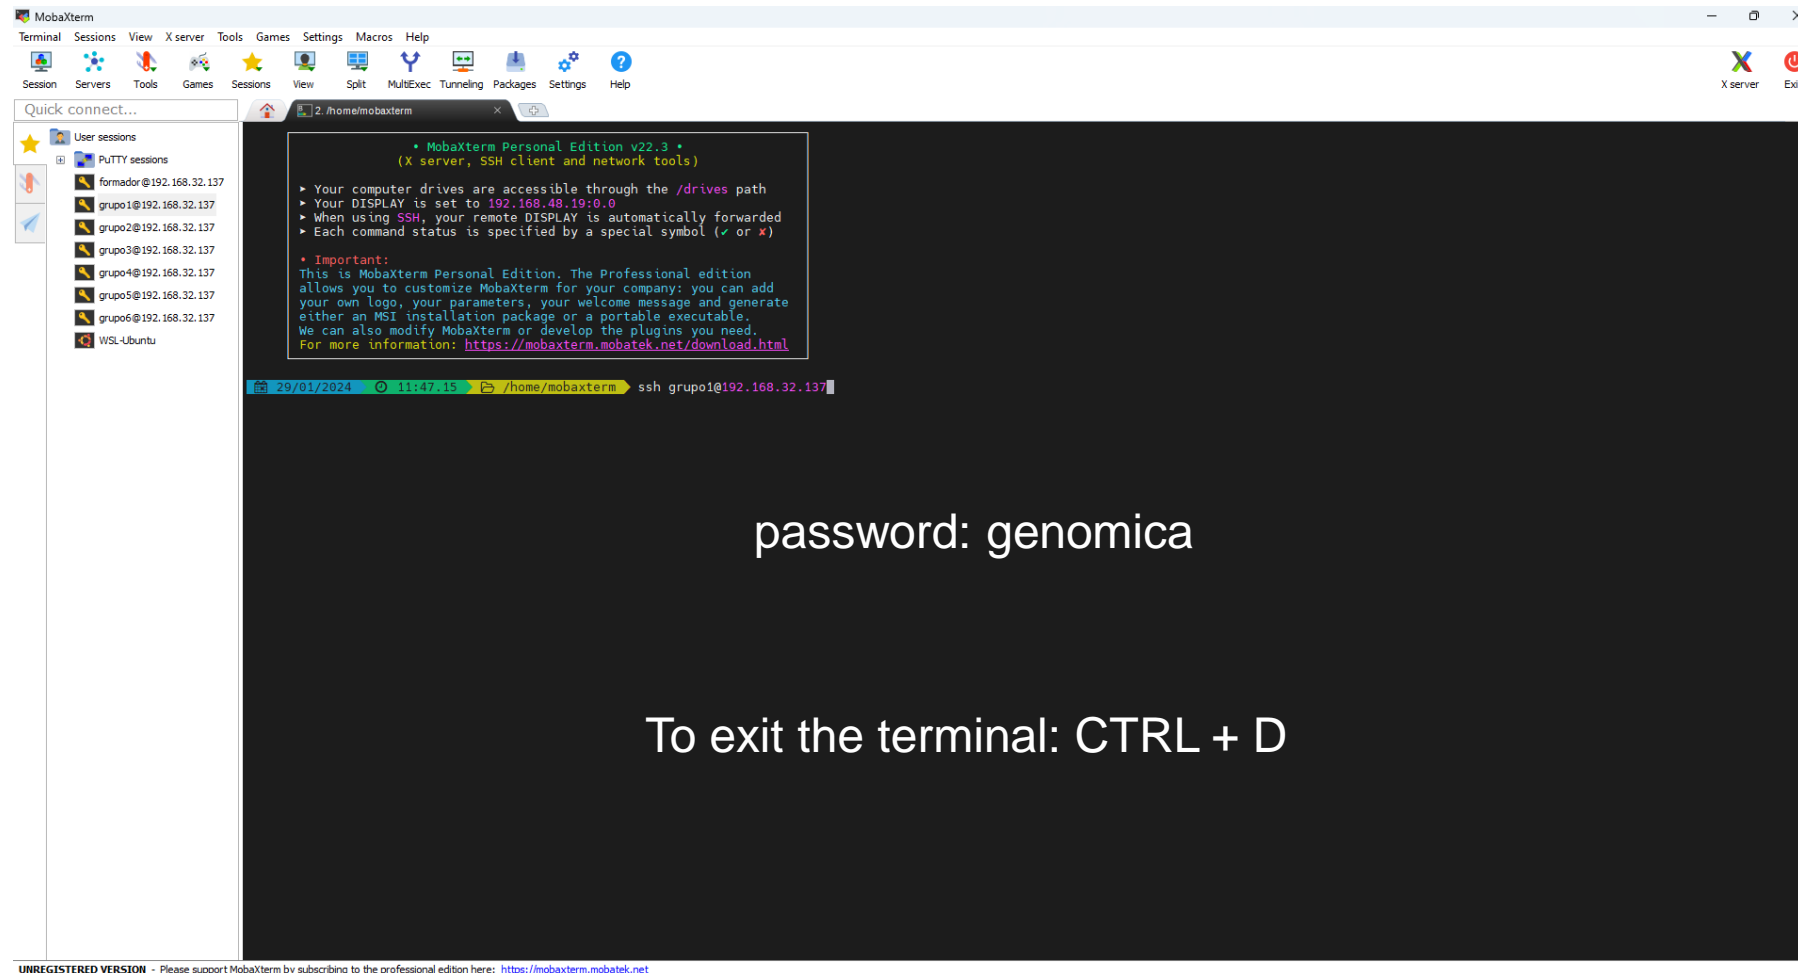 MobaXterm
Terminal Sessions View X server Tools Games Settings Macros Help
Session Servers Tools Games Sessions View Split MultiExec Tunneling Packages Settings Help X server Exi
Quick connect...
2. /home/mobaxterm
User sessions
PuTTY sessions
formador@192.168.32.137
grupo1@192.168.32.137
grupo2@192.168.32.137
grupo3@192.168.32.137
grupo4@192.168.32.137
grupo5@192.168.32.137
grupo6@192.168.32.137
WSL-Ubuntu
• MobaXterm Personal Edition v22.3 •
(X server, SSH client and network tools)
► Your computer drives are accessible through the /drives path
► Your DISPLAY is set to 192.168.48.19:0.0
► When using SSH, your remote DISPLAY is automatically forwarded
► Each command status is specified by a special symbol (✓ or ✗)
• Important:
This is MobaXterm Personal Edition. The Professional edition
allows you to customize MobaXterm for your company: you can add
your own logo, your parameters, your welcome message and generate
either an MSI installation package or a portable executable.
We can also modify MobaXterm or develop the plugins you need.
For more information: https://mobaxterm.mobatek.net/download.html
29/01/2024 11:47.15 /home/mobaxterm ssh grupo1@192.168.32.137
password: genomica
To exit the terminal: CTRL + D
UNREGISTERED VERSION - Please support MobaXterm by subscribing to the professional edition here: https://mobaxterm.mobatek.net